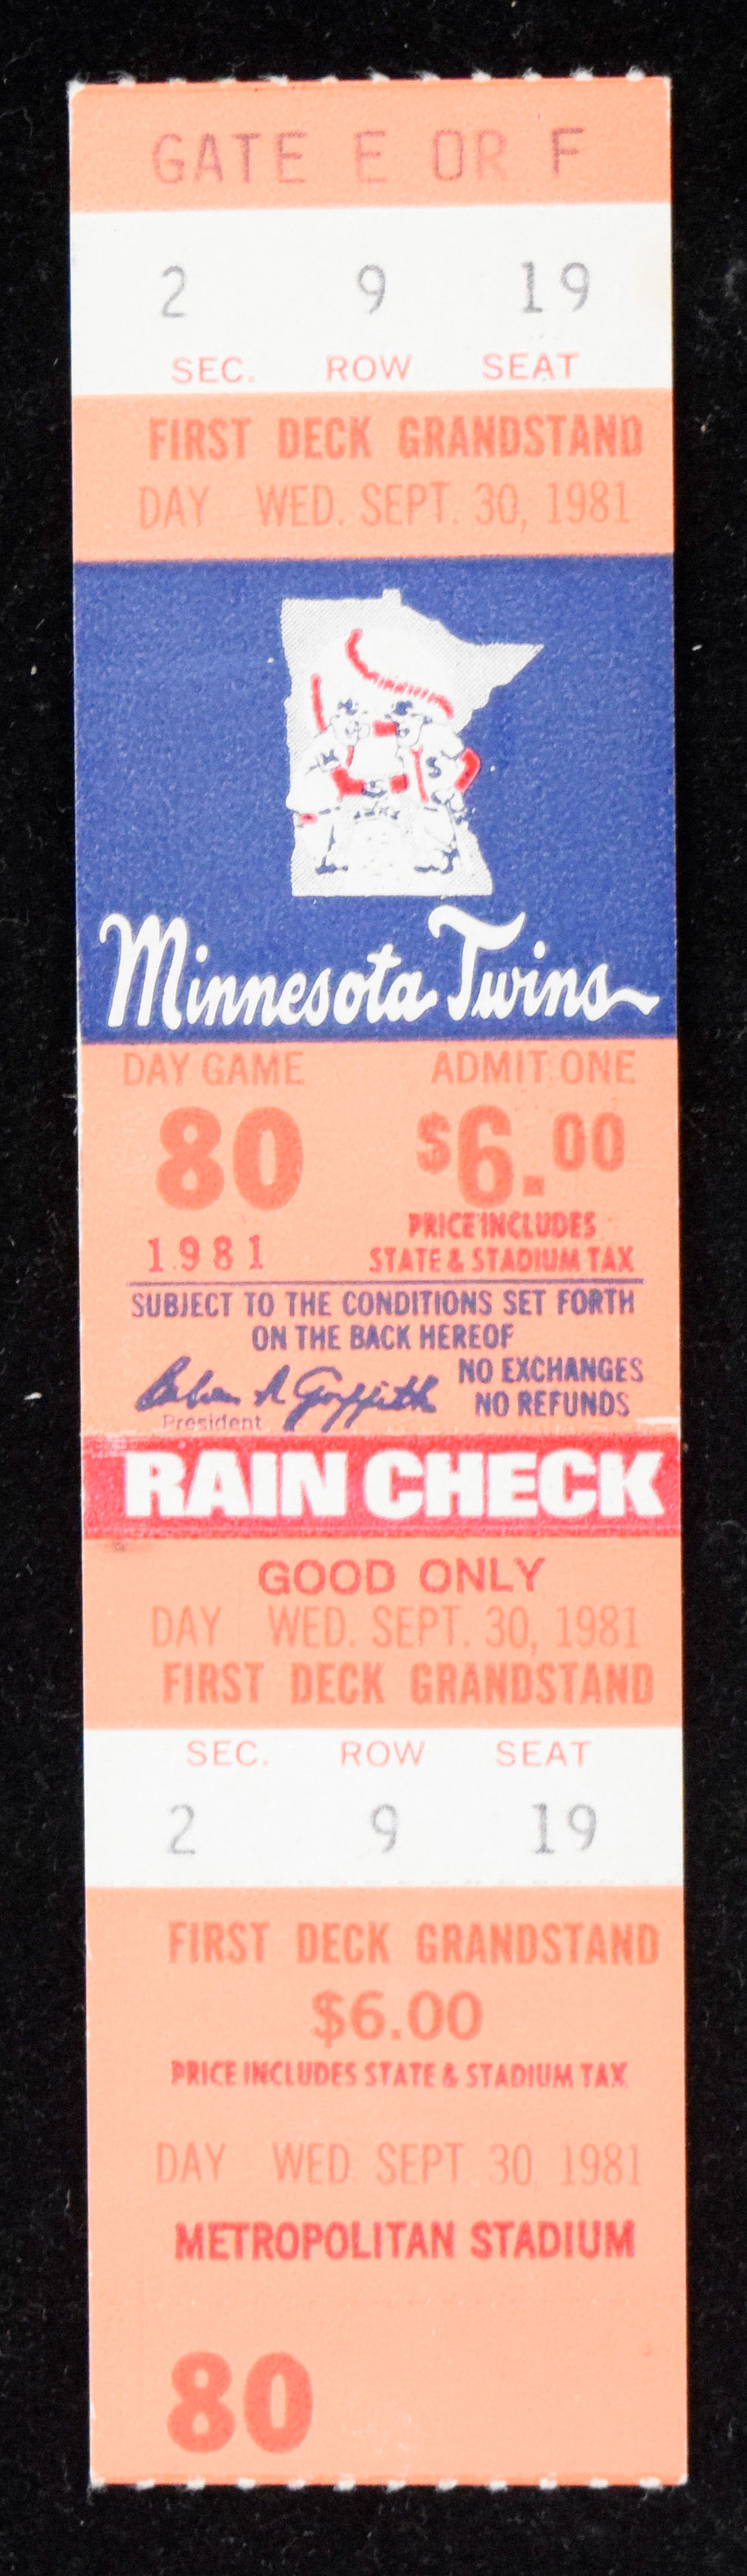 GATE E OR F
2 9 19
SEC. ROW SEAT
FIRST DECK GRANDSTAND
DAY WED. SEPT. 30, 1981
M S
Minnesota Twins
DAY GAME ADMIT ONE
80 $6.00
1981 PRICE INCLUDES
STATE & STADIUM TAX
SUBJECT TO THE CONDITIONS SET FORTH
ON THE BACK HEREOF
Calvin R Griffith NO EXCHANGES
President NO REFUNDS
RAIN CHECK
GOOD ONLY
DAY WED. SEPT. 30, 1981
FIRST DECK GRANDSTAND
SEC. ROW SEAT
2 9 19
FIRST DECK GRANDSTAND
$6.00
PRICE INCLUDES STATE & STADIUM TAX
DAY WED. SEPT. 30, 1981
METROPOLITAN STADIUM
80